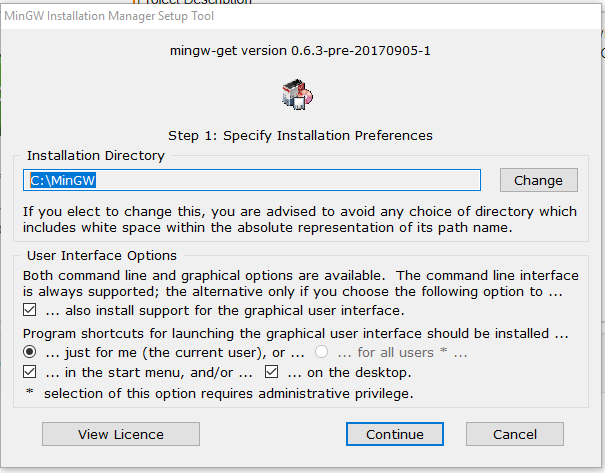 MinGW Installation Manager Setup Tool
mingw-get version 0.6.3-pre-20170905-1
Step 1: Specify Installation Preferences
Installation Directory
C:\MinGW
Change
If you elect to change this, you are advised to avoid any choice of directory which
includes white space within the absolute representation of its path name.
User Interface Options
Both command line and graphical options are available.  The command line interface
is always supported; the alternative only if you choose the following option to ...
... also install support for the graphical user interface.
Program shortcuts for launching the graphical user interface should be installed ...
... just for me (the current user), or ... ... for all users * ...
... in the start menu, and/or ... ... on the desktop.
* selection of this option requires administrative privilege.
View Licence Continue Cancel